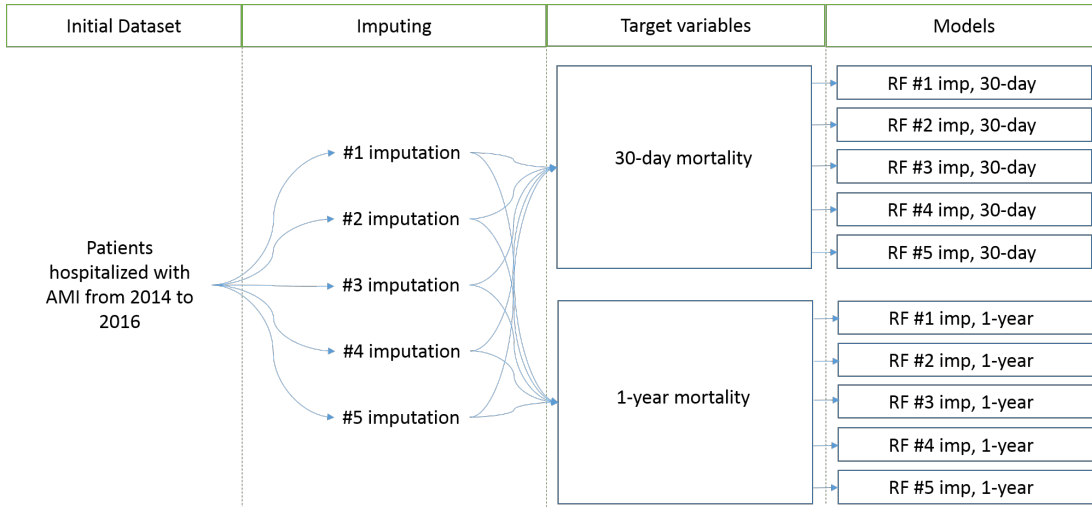 Initial Dataset
Imputing
Target variables
Models
Patients
hospitalized with
AMI from 2014 to
2016
#1 imputation
#2 imputation
#3 imputation
#4 imputation
#5 imputation
30-day mortality
1-year mortality
RF #1 imp, 30-day
RF #2 imp, 30-day
RF #3 imp, 30-day
RF #4 imp, 30-day
RF #5 imp, 30-day
RF #1 imp, 1-year
RF #2 imp, 1-year
RF #3 imp, 1-year
RF #4 imp, 1-year
RF #5 imp, 1-year